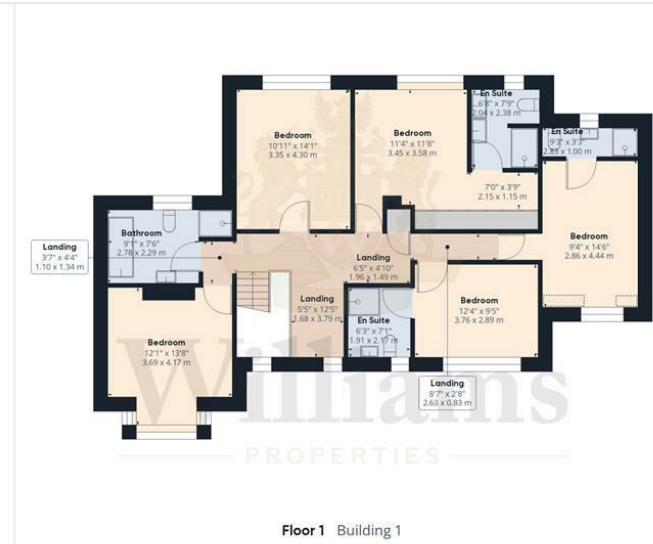 En Suite
6'8" x 7'9"
2.04 x 2.38 m
Bedroom
10'11" x 14'1"
3.35 x 4.30 m
Bedroom
11'4" x 11'8"
3.45 x 3.58 m
En Suite
9'3" x 3'3"
2.83 x 1.00 m
7'0" x 3'9"
2.15 x 1.15 m
Bathroom
9'1" x 7'6"
2.78 x 2.29 m
Bedroom
9'4" x 14'6"
2.86 x 4.44 m
Landing
3'7" x 4'4"
1.10 x 1.34 m
Landing
6'5" x 4'10"
1.96 x 1.49 m
Landing
5'5" x 12'5"
1.68 x 3.79 m
Bedroom
12'4" x 9'5"
3.76 x 2.89 m
En Suite
6'3" x 7'1"
1.91 x 2.17 m
Bedroom
12'1" x 13'8"
3.69 x 4.17 m
Landing
8'7" x 2'8"
2.63 x 0.83 m
Williams
PROPERTIES
Floor 1 Building 1